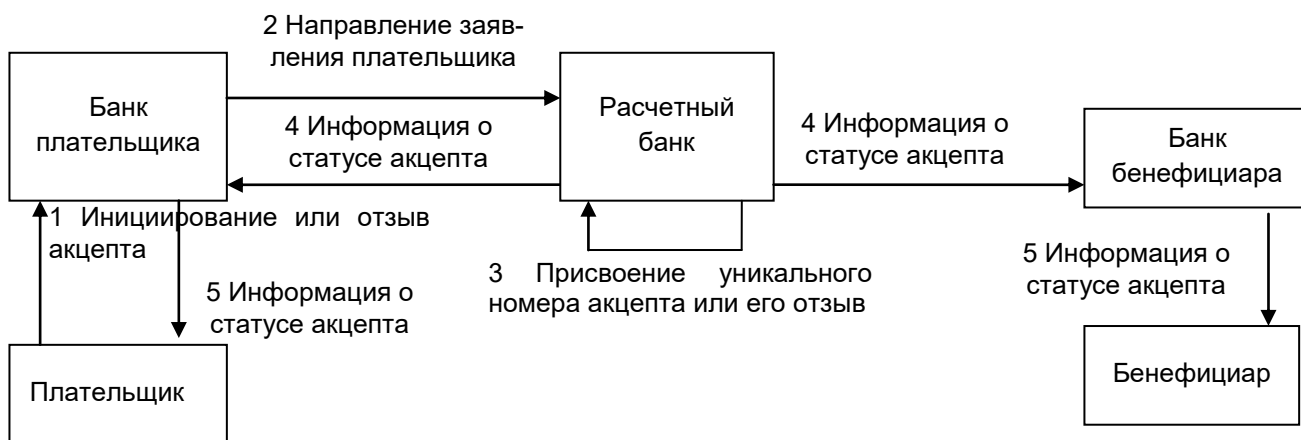 2 Направление заяв-
ления плательщика
Банк
плательщика
Расчетный
банк
4 Информация о
статусе акцепта
4 Информация о
статусе акцепта
Банк
бенефициара
1 Инициирование или отзыв
акцепта
3 Присвоение уникального
номера акцепта или его отзыв
5 Информация о
статусе акцепта
5 Информация о
статусе акцепта
Плательщик
Бенефициар